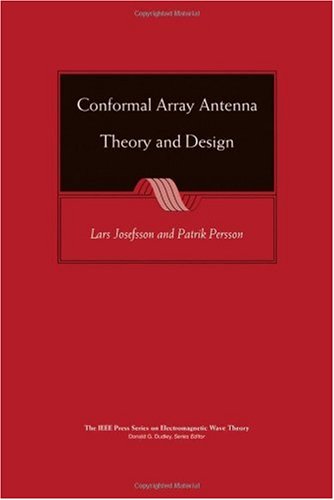 Conformal Array Antenna
Theory and Design
Lars Josefsson and Patrik Persson
The IEEE Press Series on Electromagnetic Wave Theory
Donald G. Dudley, Series Editor